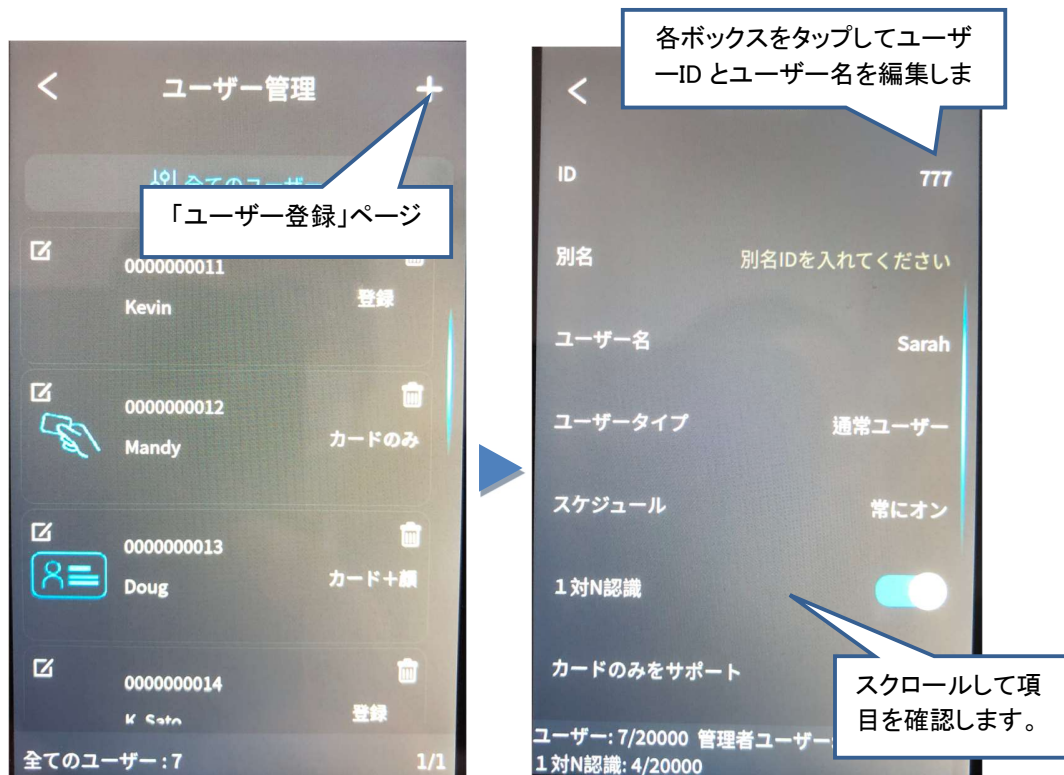 ユーザー管理
全てのユーザー
「ユーザー登録」ページ
0000000011
Kevin
登録
0000000012
Mandy
カードのみ
0000000013
Doug
カード+顔
0000000014
K. Sato
登録
全てのユーザー:7
1/1
各ボックスをタップしてユーザ
ーID とユーザー名を編集しま
ID
777
別名
別名IDを入れてください
ユーザー名
Sarah
ユーザータイプ
通常ユーザー
スケジュール
常にオン
1対N認識
カードのみをサポート
スクロールして項
目を確認します。
ユーザー: 7/20000 管理者ユーザー
1対N認識: 4/20000